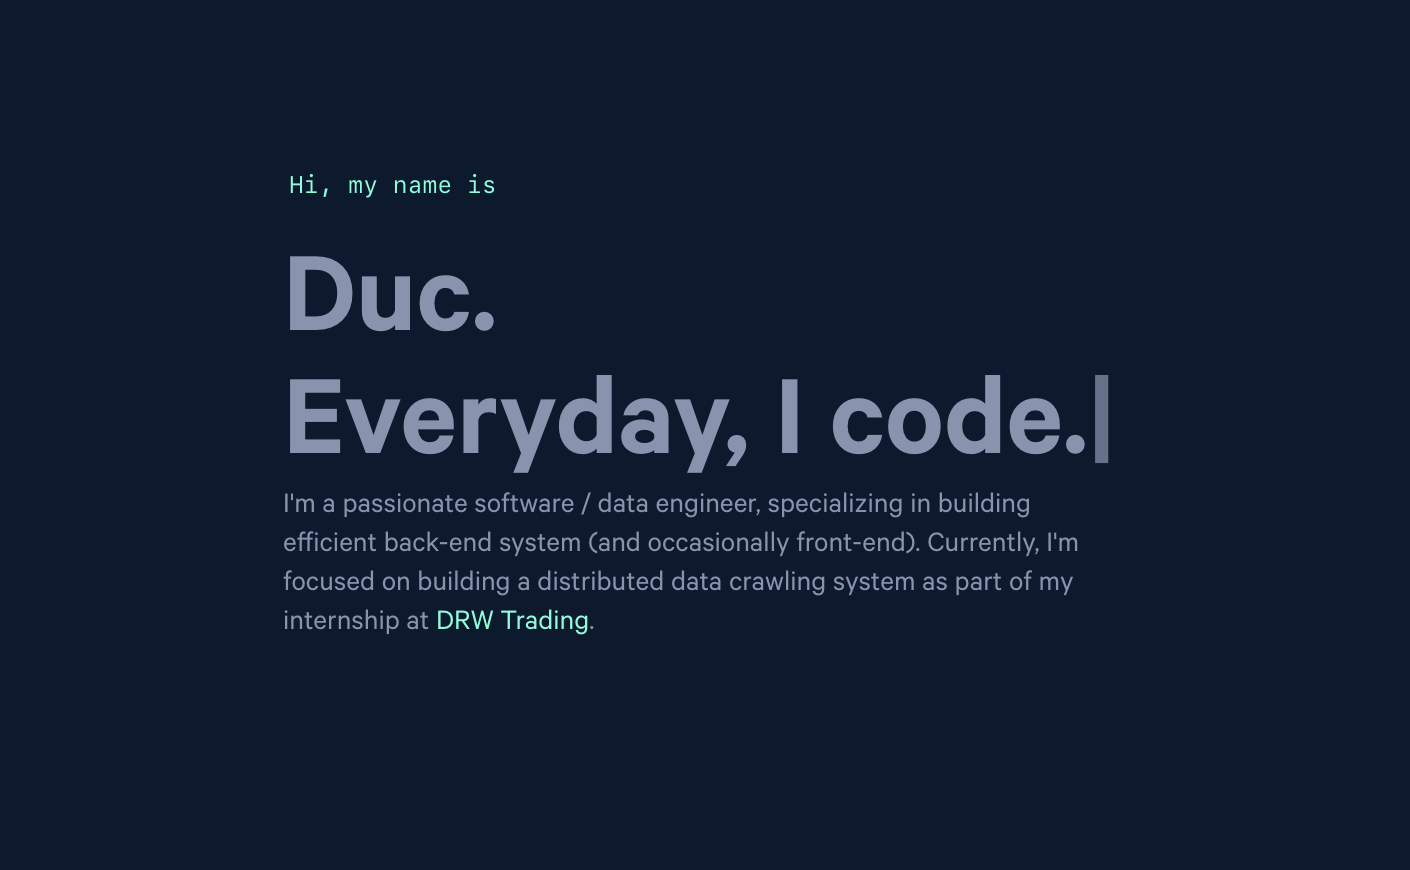 Hi, my name is
Duc.
Everyday, I code.|
I'm a passionate software / data engineer, specializing in building
efficient back-end system (and occasionally front-end). Currently, I'm
focused on building a distributed data crawling system as part of my
internship at DRW Trading.